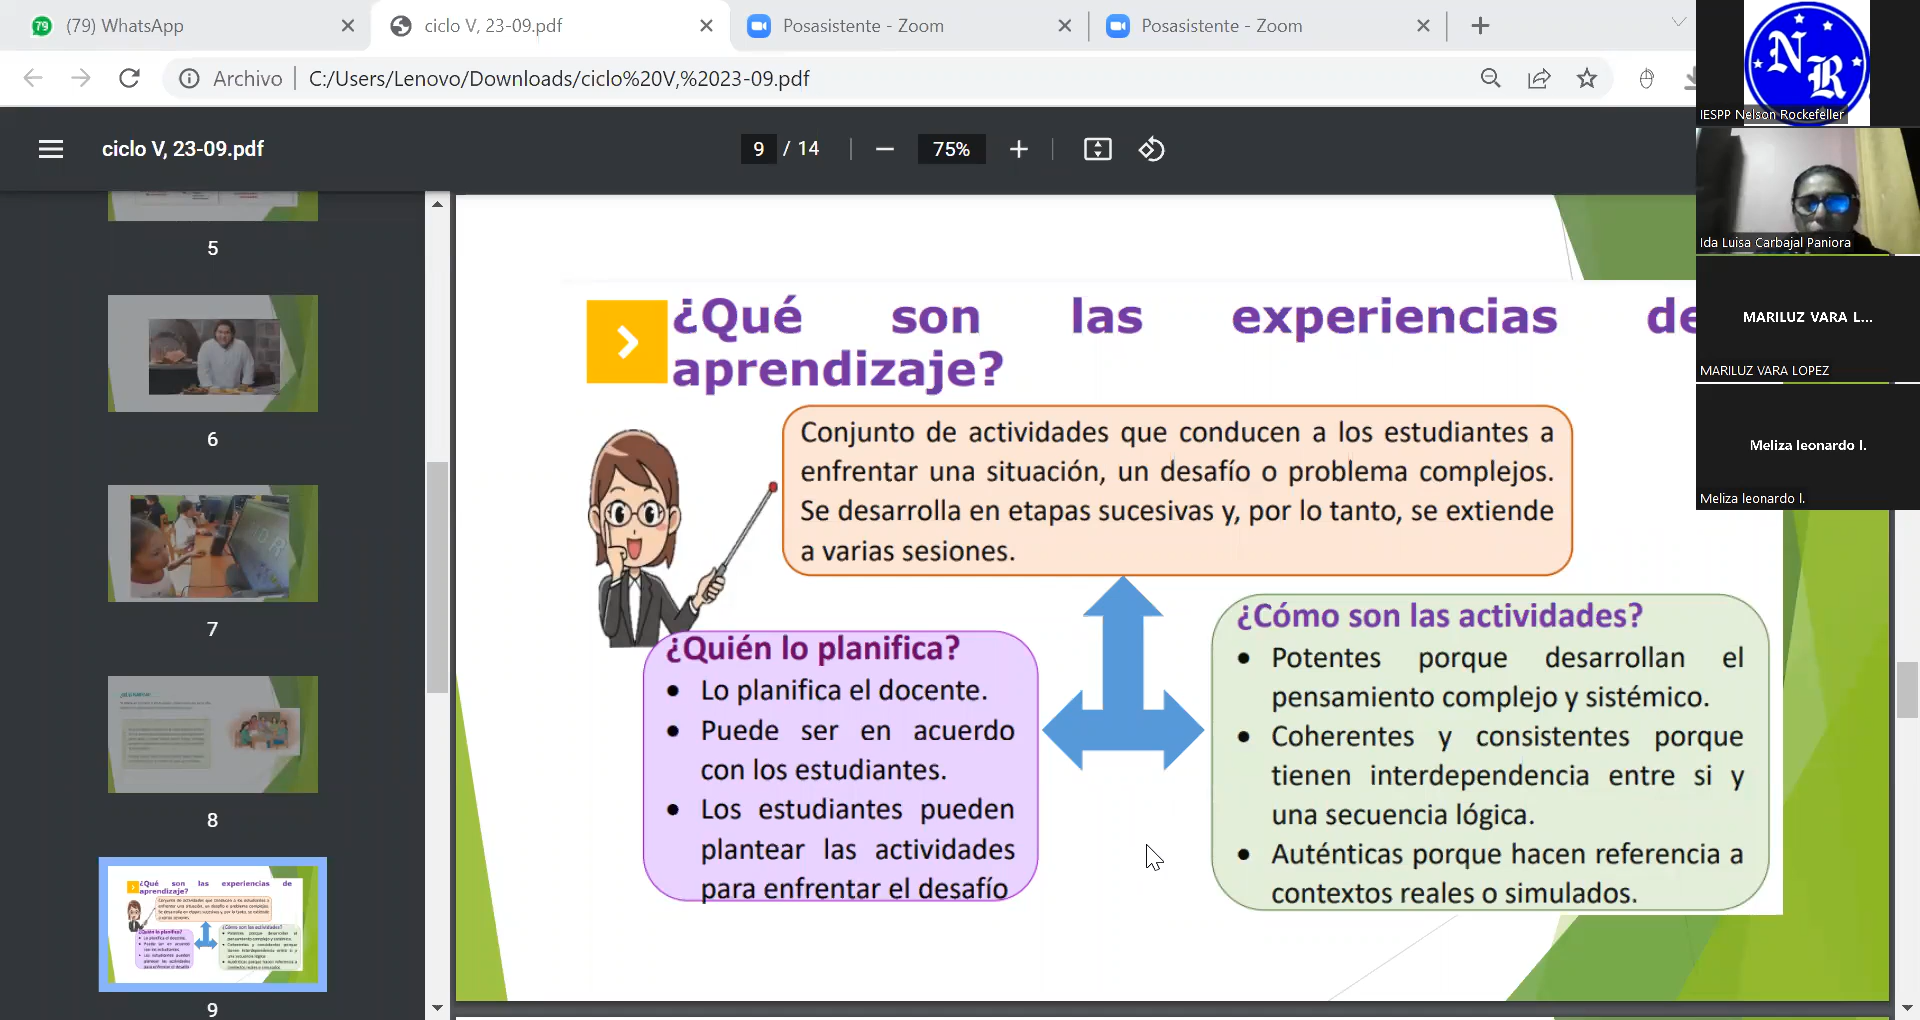 (79) WhatsApp
ciclo V, 23-09.pdf
Posasistente - Zoom
Posasistente - Zoom
Archivo
C:/Users/Lenovo/Downloads/ciclo%20V,%2023-09.pdf
ciclo V, 23-09.pdf
9 / 14
75%
5
6
7
8
9
¿Qué son las experiencias de
aprendizaje?
Conjunto de actividades que conducen a los estudiantes a
enfrentar una situación, un desafío o problema complejos.
Se desarrolla en etapas sucesivas y, por lo tanto, se extiende
a varias sesiones.
¿Quién lo planifica?
• Lo planifica el docente.
• Puede ser en acuerdo
con los estudiantes.
• Los estudiantes pueden
plantear las actividades
para enfrentar el desafío
¿Cómo son las actividades?
• Potentes porque desarrollan el
pensamiento complejo y sistémico.
• Coherentes y consistentes porque
tienen interdependencia entre si y
una secuencia lógica.
• Auténticas porque hacen referencia a
contextos reales o simulados.
NR
IESPP Nelson Rockefeller
Ida Luisa Carbajal Paniora
MARILUZ VARA L...
MARILUZ VARA LOPEZ
Meliza leonardo l.
Meliza leonardo l.